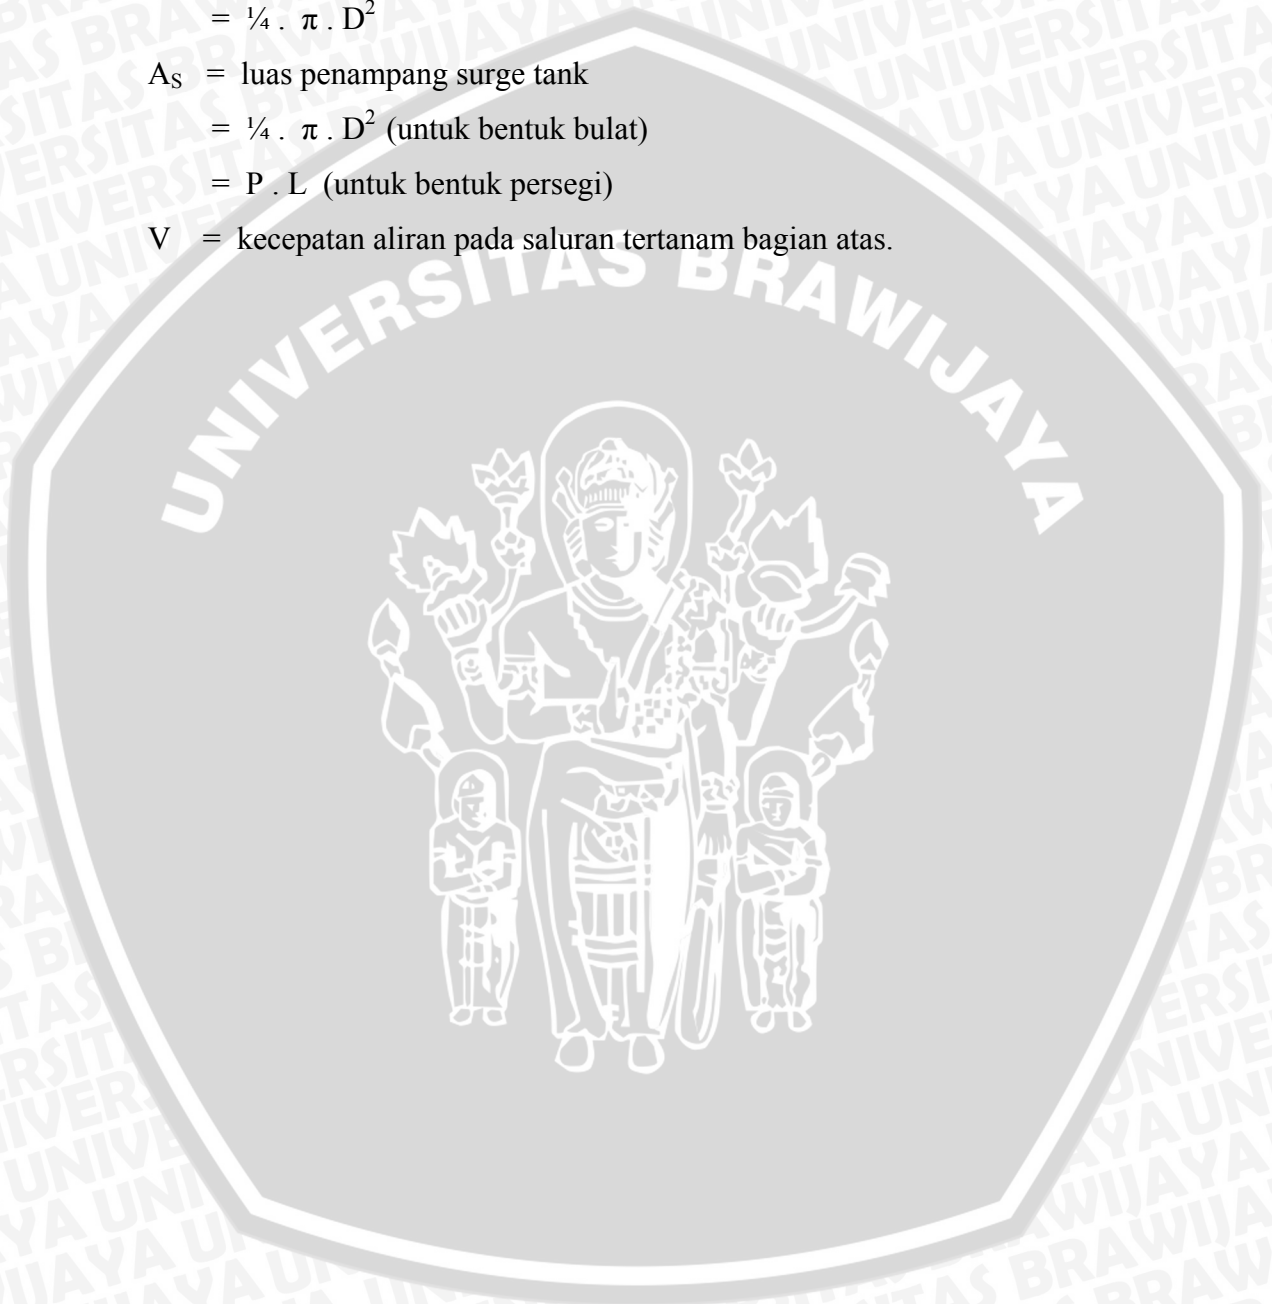 = ¼ . π . D²
A_S = luas penampang surge tank
= ¼ . π . D² (untuk bentuk bulat)
= P . L (untuk bentuk persegi)
V = kecepatan aliran pada saluran tertanam bagian atas.
UNIVERSITAS BRAWIJAYA